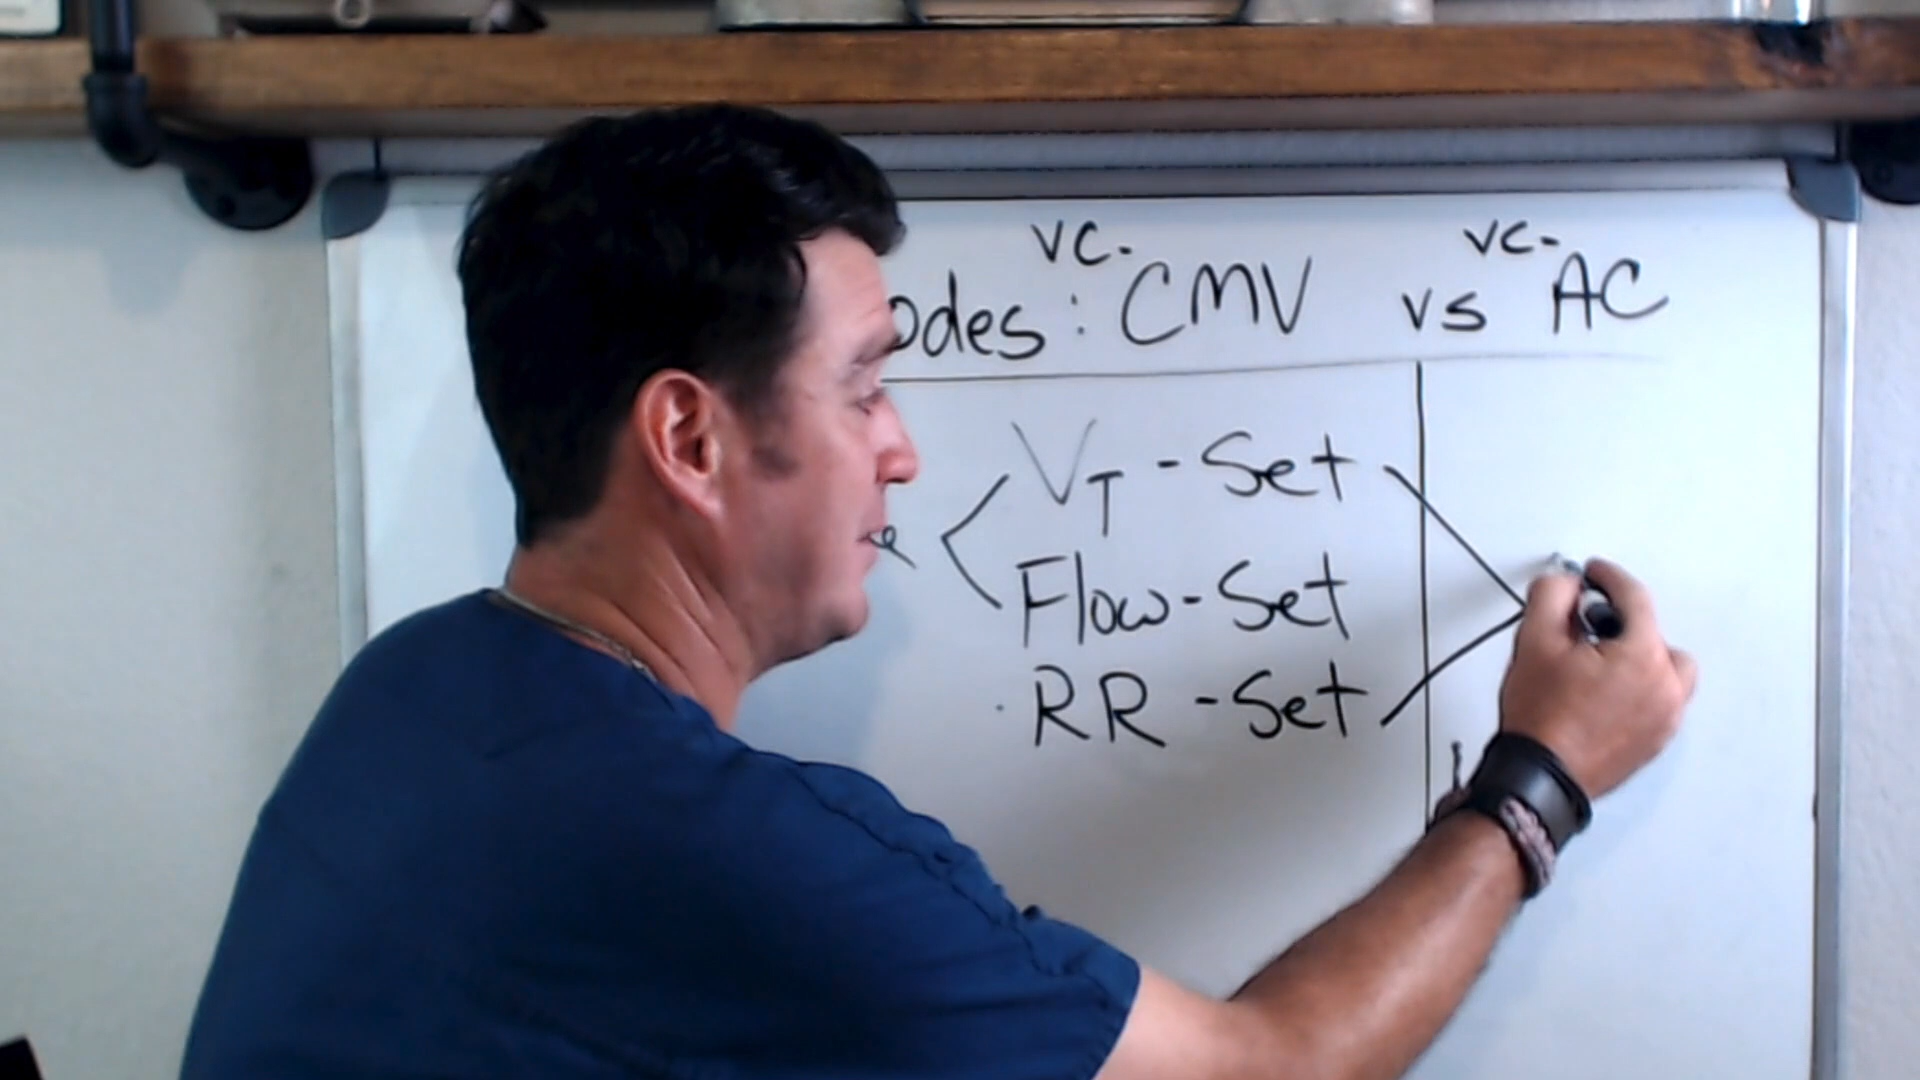 vc- vc-
odes: CMV vs AC
VT - Set
Flow - Set
RR - Set